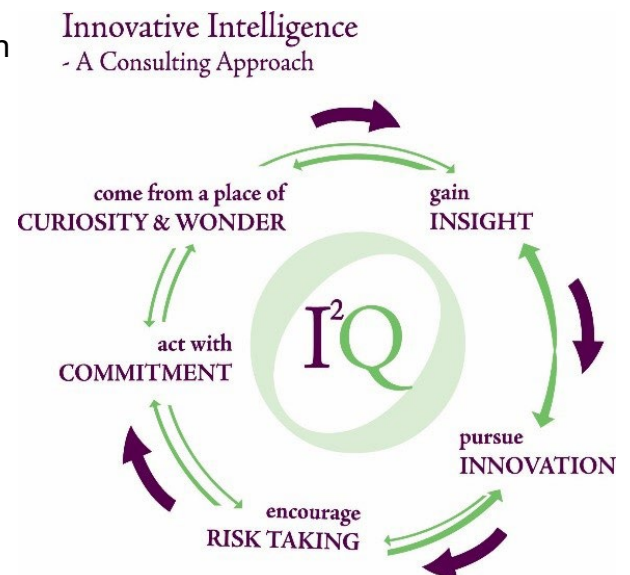 Innovative Intelligence
n
- A Consulting Approach
come from a place of
CURIOSITY & WONDER
gain
INSIGHT
I²Q
act with
COMMITMENT
pursue
INNOVATION
encourage
RISK TAKING